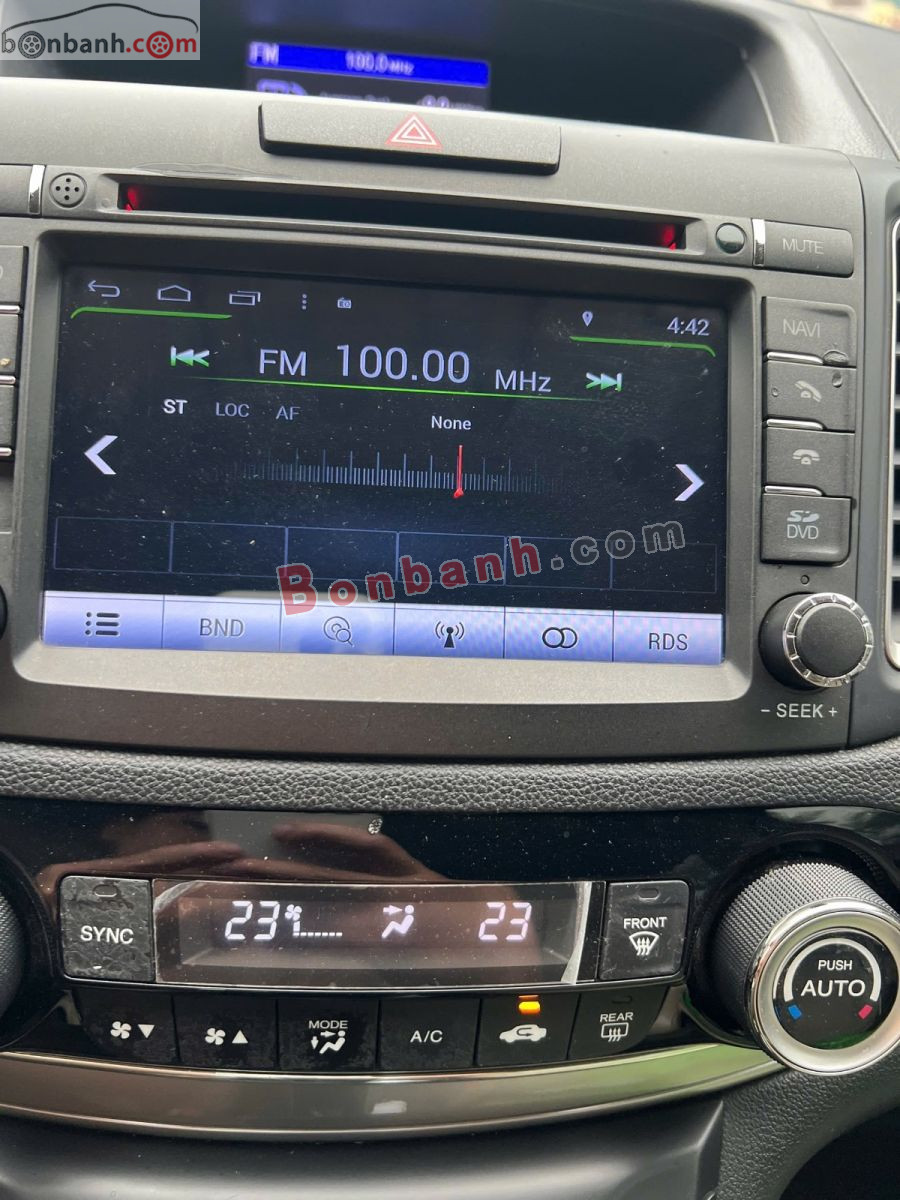 bonbanh.com
FM 100.0 MHz
MUTE
4:42
NAVI
FM 100.00 MHz
ST LOC AF
None
SD
DVD
Bonbanh.com
BND RDS
– SEEK +
23 23
SYNC
FRONT
PUSH
AUTO
MODE
A/C
REAR